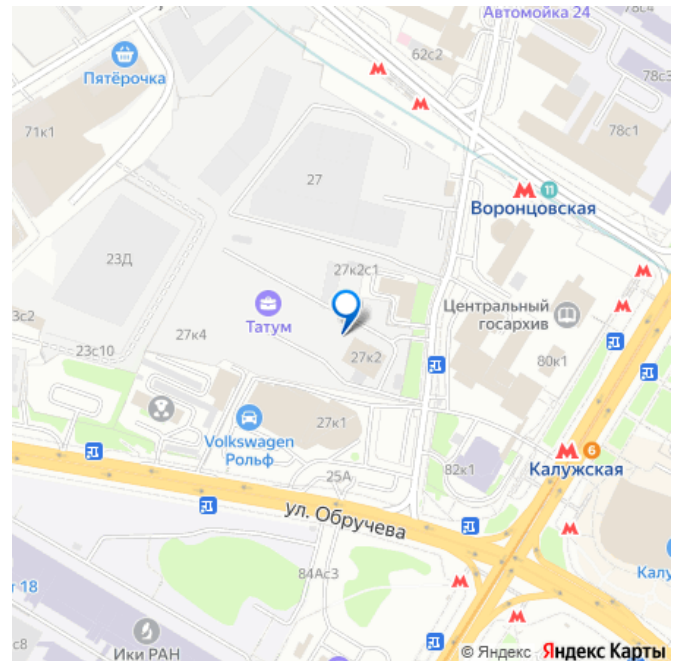 Автомойка 24
78с4
62с2
Пятёрочка
78с3
71к1
78с1
27
11
Воронцовская
23Д
27к2с1
Татум
Центральный
госархив
3с2
27к4
23с10
27к2
80к1
Volkswagen
Рольф
27к1
6
Калужская
82к1
25А
ул. Обручева
84Ас3
Калу
т 18
с8
Ики РАН
© Яндекс Яндекс Карты